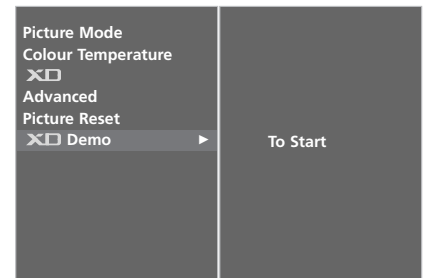 Picture Mode
Colour Temperature
XD
Advanced
Picture Reset
XD Demo ►
To Start